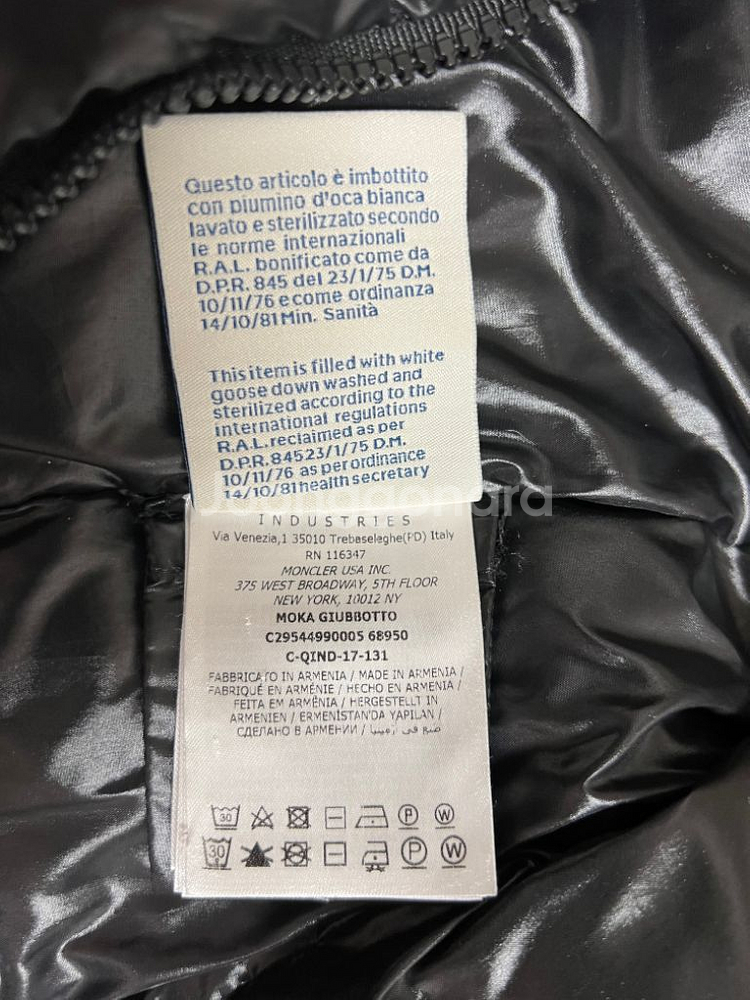 Questo articolo è imbottito
con piumino d'oca bianca
lavato e sterilizzato secondo
le norme internazionali
R.A.L. bonificato come da
D.P.R. 845 del 23/1/75 D.M.
10/11/76 e come ordinanza
14/10/81 Min. Sanità
This item is filled with white
goose down washed and
sterilized according to the
international regulations
R.A.L. reclaimed as per
D.P.R. 845 23/1/75 D.M.
10/11/76 as per ordinance
14/10/81 health secretary
INDUSTRIES
Via Venezia,1 35010 Trebaseleghe(PD) Italy
RN 116347
MONCLER USA INC.
375 WEST BROADWAY, 5TH FLOOR
NEW YORK, 10012 NY
MOKA GIUBBOTTO
C29544990005 68950
C-QIND-17-131
FABBRICATO IN ARMENIA / MADE IN ARMENIA /
FABRIQUÉ EN ARMÉNIE / HECHO EN ARMENIA /
FEITA EM ARMÊNIA / HERGESTELLT IN
ARMENIEN / ERMENİSTAN'DA YAPILAN /
СДЕЛАНО В АРМЕНИИ / صنع في أرمينيا
30 P W
30 P W